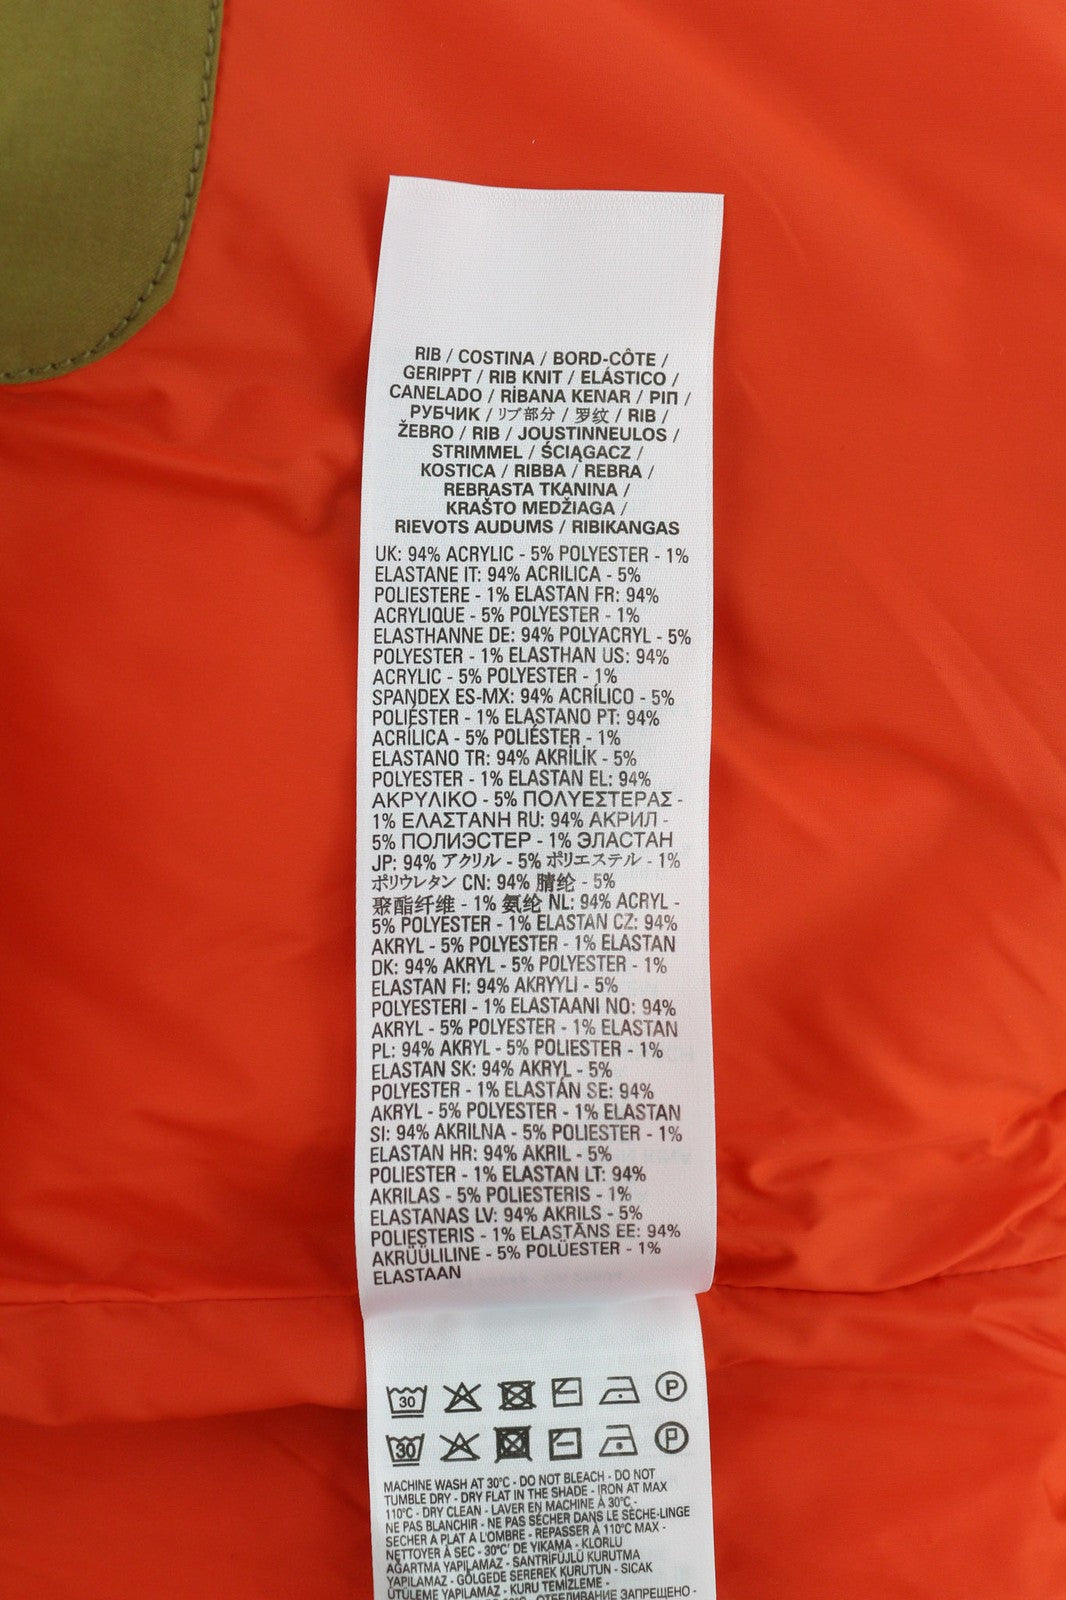 RIB / COSTINA / BORD-CÔTE /
GERIPPT / RIB KNIT / ELÁSTICO /
CANELADO / RİBANA KENAR / ΡΙΠ /
РУБЧИК / リブ部分 / 罗纹 / RIB /
ŽEBRO / RIB / JOUSTINNEULOS /
STRIMMEL / ŚCIĄGACZ /
KOSTICA / RIBBA / REBRA /
REBRASTA TKANINA /
KRAŠTO MEDŽIAGA /
RIEVOTS AUDUMS / RIBIKANGAS
UK: 94% ACRYLIC - 5% POLYESTER - 1%
ELASTANE IT: 94% ACRILICA - 5%
POLIESTERE - 1% ELASTAN FR: 94%
ACRYLIQUE - 5% POLYESTER - 1%
ELASTHANNE DE: 94% POLYACRYL - 5%
POLYESTER - 1% ELASTHAN US: 94%
ACRYLIC - 5% POLYESTER - 1%
SPANDEX ES-MX: 94% ACRÍLICO - 5%
POLIÉSTER - 1% ELASTANO PT: 94%
ACRÍLICA - 5% POLIÉSTER - 1%
ELASTANO TR: 94% AKRİLİK - 5%
POLYESTER - 1% ELASTAN EL: 94%
ΑΚΡΥΛΙΚΟ - 5% ΠΟΛΥΕΣΤΕΡΑΣ -
1% ΕΛΑΣΤΑΝΗ RU: 94% АКРИЛ -
5% ПОЛИЭСТЕР - 1% ЭЛАСТАН
JP: 94% アクリル - 5% ポリエステル - 1%
ポリウレタン CN: 94% 腈纶 - 5%
聚酯纤维 - 1% 氨纶 NL: 94% ACRYL -
5% POLYESTER - 1% ELASTAN CZ: 94%
AKRYL - 5% POLYESTER - 1% ELASTAN
DK: 94% AKRYL - 5% POLYESTER - 1%
ELASTAN FI: 94% AKRYYLI - 5%
POLYESTERI - 1% ELASTAANI NO: 94%
AKRYL - 5% POLYESTER - 1% ELASTAN
PL: 94% AKRYL - 5% POLIESTER - 1%
ELASTAN SK: 94% AKRYL - 5%
POLYESTER - 1% ELASTÁN SE: 94%
AKRYL - 5% POLYESTER - 1% ELASTAN
SI: 94% AKRILNA - 5% POLIESTER - 1%
ELASTAN HR: 94% AKRIL - 5%
POLIESTER - 1% ELASTAN LT: 94%
AKRILAS - 5% POLIESTERIS - 1%
ELASTANAS LV: 94% AKRILS - 5%
POLIESTERIS - 1% ELASTĀNS EE: 94%
AKRÜÜLILINE - 5% POLÜESTER - 1%
ELASTAAN
30 P
30 P
MACHINE WASH AT 30°C - DO NOT BLEACH - DO NOT
TUMBLE DRY - DRY FLAT IN THE SHADE - IRON AT MAX
110°C - DRY CLEAN - LAVER EN MACHINE À 30°C -
NE PAS BLANCHIR - NE PAS SÉCHER DANS LE SÈCHE-LINGE
SECHER A PLAT A L'OMBRE - REPASSER À 110°C MAX -
NETTOYER À SEC - 30°C' DE YIKAMA - KLORLU
AĞARTMA YAPILAMAZ - SANTRİFÜJLÜ KURUTMA
YAPILAMAZ - GÖLGEDE SEREREK KURUTUN - SICAK
ÜTÜLEME YAPILAMAZ - KURU TEMİZLEME -
ОТБЕЛИВАНИЕ ЗАПРЕЩЕНО -